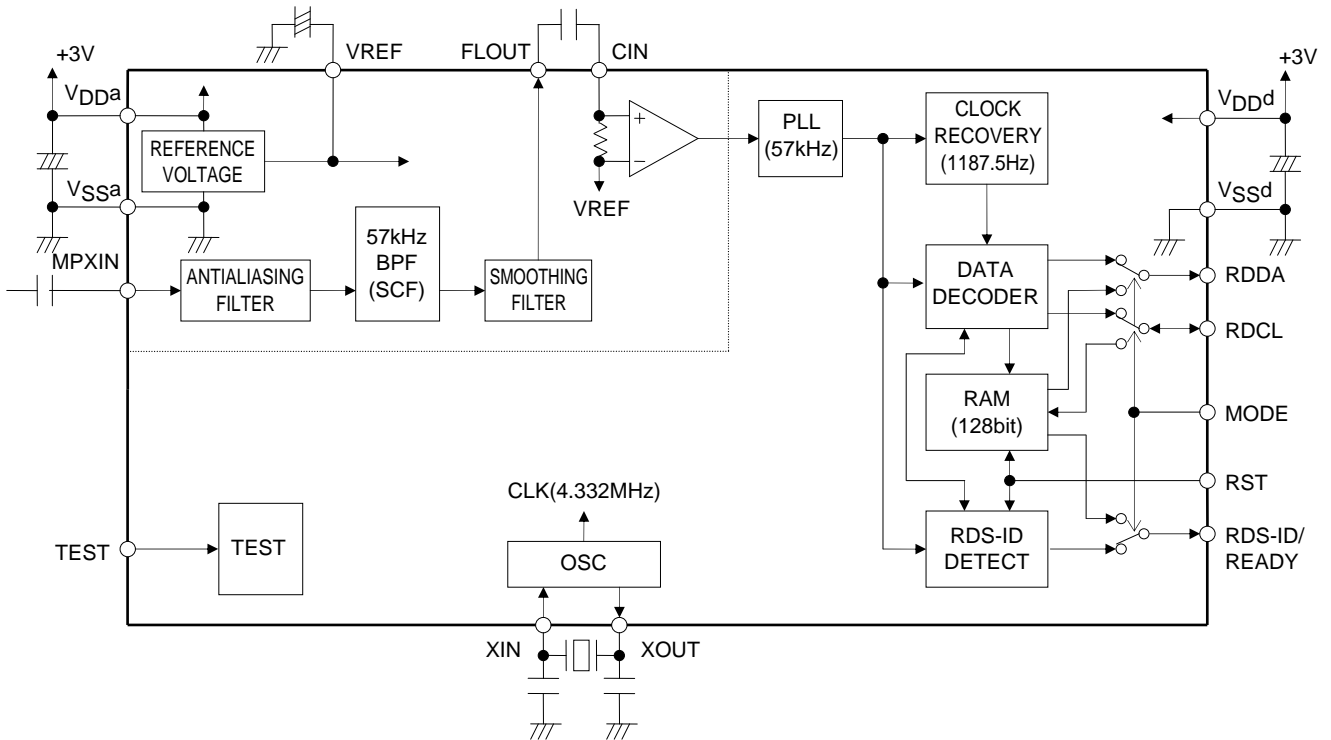 VREF
FLOUT
CIN
+3V
+3V
VDDa
VDDd
REFERENCE
VOLTAGE
VSSa
VSSd
+
−
VREF
PLL
(57kHz)
CLOCK
RECOVERY
(1187.5Hz)
MPXIN
ANTIALIASING
FILTER
57kHz
BPF
(SCF)
SMOOTHING
FILTER
DATA
DECODER
RDDA
RDCL
RAM
(128bit)
MODE
RST
CLK(4.332MHz)
TEST
TEST
OSC
RDS-ID
DETECT
RDS-ID/
READY
XIN
XOUT